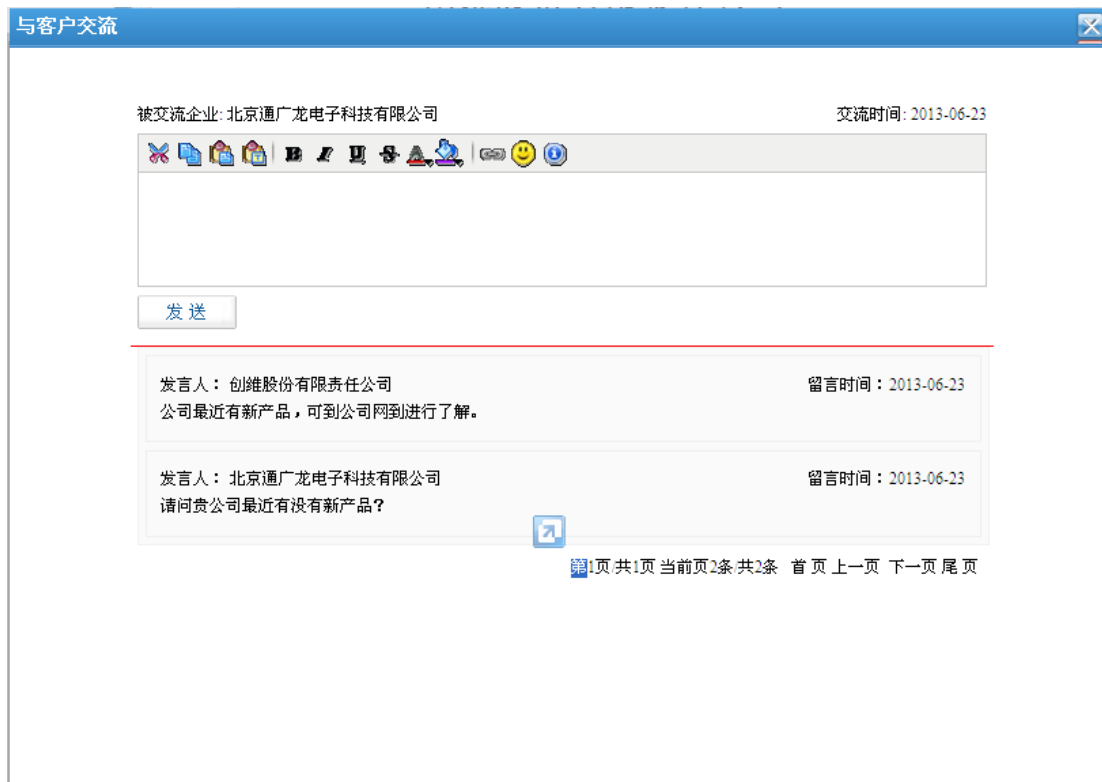 与客户交流
被交流企业: 北京通广龙电子科技有限公司 交流时间: 2013-06-23
B I U S A
发 送
发言人： 创维股份有限责任公司 留言时间：2013-06-23
公司最近有新产品，可到公司网到进行了解。
发言人： 北京通广龙电子科技有限公司 留言时间：2013-06-23
请问贵公司最近有没有新产品?
第1页/共1页 当前页2条/共2条 首 页 上一页 下一页 尾 页